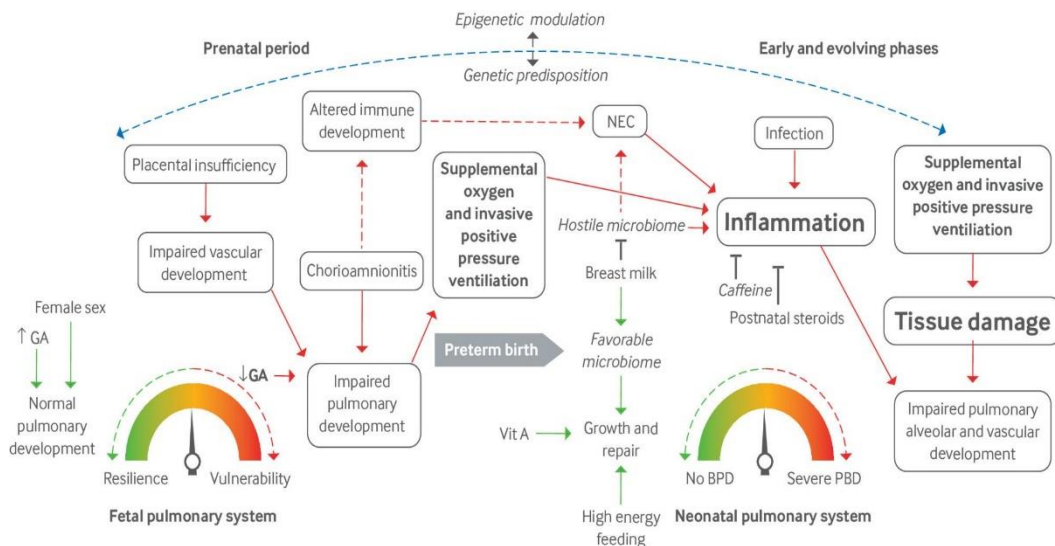 Epigenetic modulation
Prenatal period
Early and evolving phases
Genetic predisposition
Altered immune
development
NEC
Infection
Placental insufficiency
Supplemental
oxygen
and invasive
positive
pressure
ventiliation
Supplemental
oxygen and invasive
positive pressure
ventiliation
Hostile microbiome
Inflammation
Impaired vascular
development
Chorioamnionitis
Breast milk
Caffeine
Postnatal steroids
Female sex
↑ GA
Tissue damage
Preterm birth
Favorable
microbiome
↓GA
Impaired
pulmonary
development
Normal
pulmonary
development
Impaired pulmonary
alveolar and vascular
development
Vit A
Growth and
repair
Resilience
Vulnerability
No BPD
Severe PBD
Fetal pulmonary system
High energy
feeding
Neonatal pulmonary system